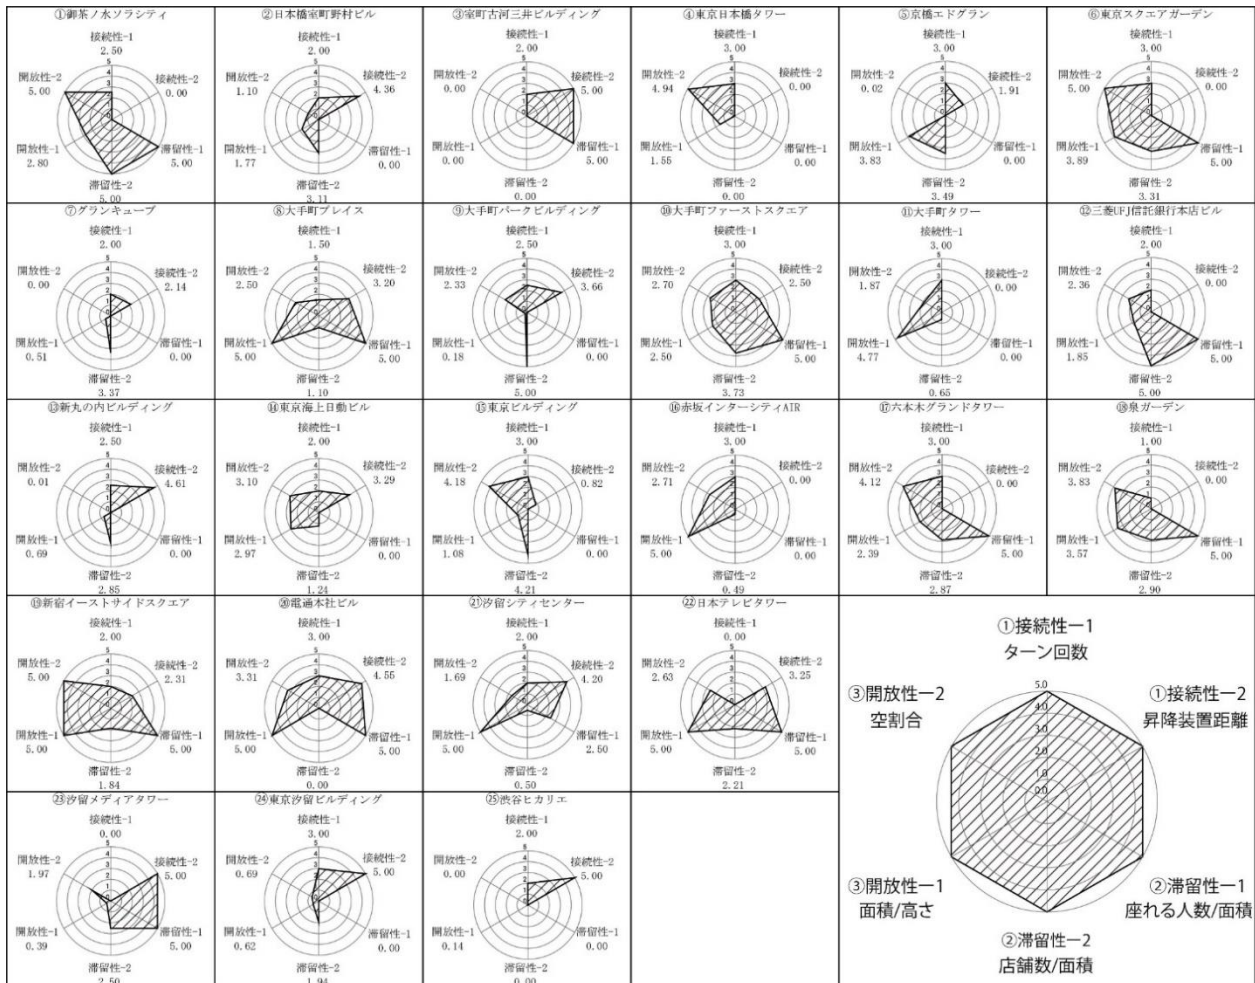 ①御茶ノ水ソラシティ
接続性-1
2.50
接続性-2
0.00
滞留性-1
5.00
滞留性-2
5.00
開放性-1
2.80
開放性-2
5.00
②日本橋室町野村ビル
接続性-1
2.00
接続性-2
4.36
滞留性-1
0.00
滞留性-2
3.11
開放性-1
1.77
開放性-2
1.10
③室町古河三井ビルディング
接続性-1
2.00
接続性-2
5.00
滞留性-1
5.00
滞留性-2
0.00
開放性-1
0.00
開放性-2
0.00
④東京日本橋タワー
接続性-1
3.00
接続性-2
0.00
滞留性-1
0.00
滞留性-2
0.00
開放性-1
1.55
開放性-2
4.94
⑤京橋エドグラン
接続性-1
3.00
接続性-2
1.91
滞留性-1
0.00
滞留性-2
3.49
開放性-1
3.83
開放性-2
0.02
⑥東京スクエアガーデン
接続性-1
3.00
接続性-2
0.00
滞留性-1
5.00
滞留性-2
3.31
開放性-1
3.89
開放性-2
5.00
⑦グランキューブ
接続性-1
2.00
接続性-2
2.14
滞留性-1
0.00
滞留性-2
3.37
開放性-1
0.51
開放性-2
0.00
⑧大手町プレイス
接続性-1
1.50
接続性-2
3.20
滞留性-1
5.00
滞留性-2
1.10
開放性-1
5.00
開放性-2
2.50
⑨大手町パークビルディング
接続性-1
2.50
接続性-2
3.66
滞留性-1
0.00
滞留性-2
5.00
開放性-1
0.18
開放性-2
2.33
⑩大手町ファーストスクエア
接続性-1
3.00
接続性-2
2.50
滞留性-1
5.00
滞留性-2
3.73
開放性-1
2.50
開放性-2
2.70
⑪大手町タワー
接続性-1
3.00
接続性-2
0.00
滞留性-1
0.00
滞留性-2
0.65
開放性-1
4.77
開放性-2
1.87
⑫三菱UFJ信託銀行本店ビル
接続性-1
2.00
接続性-2
0.00
滞留性-1
5.00
滞留性-2
5.00
開放性-1
1.85
開放性-2
2.36
⑬新丸の内ビルディング
接続性-1
2.50
接続性-2
4.61
滞留性-1
0.00
滞留性-2
2.85
開放性-1
0.69
開放性-2
0.01
⑭東京海上日動ビル
接続性-1
2.00
接続性-2
3.29
滞留性-1
0.00
滞留性-2
1.24
開放性-1
2.97
開放性-2
3.10
⑮東京ビルディング
接続性-1
3.00
接続性-2
0.82
滞留性-1
0.00
滞留性-2
4.21
開放性-1
1.08
開放性-2
4.18
⑯赤坂インターシティAIR
接続性-1
3.00
接続性-2
0.00
滞留性-1
0.00
滞留性-2
0.49
開放性-1
5.00
開放性-2
2.71
⑰六本木グランドタワー
接続性-1
3.00
接続性-2
0.00
滞留性-1
5.00
滞留性-2
2.87
開放性-1
2.39
開放性-2
4.12
⑱泉ガーデン
接続性-1
1.00
接続性-2
0.00
滞留性-1
5.00
滞留性-2
2.90
開放性-1
3.57
開放性-2
3.83
⑲新宿イーストサイドスクエア
接続性-1
2.00
接続性-2
2.31
滞留性-1
5.00
滞留性-2
1.84
開放性-1
5.00
開放性-2
5.00
⑳電通本社ビル
接続性-1
3.00
接続性-2
4.55
滞留性-1
5.00
滞留性-2
0.00
開放性-1
5.00
開放性-2
3.31
㉑汐留シティセンター
接続性-1
2.00
接続性-2
4.20
滞留性-1
2.50
滞留性-2
0.50
開放性-1
5.00
開放性-2
1.69
㉒日本テレビタワー
接続性-1
0.00
接続性-2
3.25
滞留性-1
5.00
滞留性-2
2.21
開放性-1
5.00
開放性-2
2.63
㉓汐留メディアタワー
接続性-1
0.00
接続性-2
5.00
滞留性-1
5.00
滞留性-2
2.50
開放性-1
0.39
開放性-2
1.97
㉔東京汐留ビルディング
接続性-1
3.00
接続性-2
5.00
滞留性-1
0.00
滞留性-2
1.94
開放性-1
0.62
開放性-2
0.69
㉕渋谷ヒカリエ
接続性-1
2.00
接続性-2
5.00
滞留性-1
0.00
滞留性-2
0.00
開放性-1
0.14
開放性-2
0.00
①接続性ー1
ターン回数
①接続性ー2
昇降装置距離
②滞留性ー1
座れる人数/面積
②滞留性ー2
店舗数/面積
③開放性ー1
面積/高さ
③開放性ー2
空割合
5.0
4.0
3.0
2.0
1.0
0.0